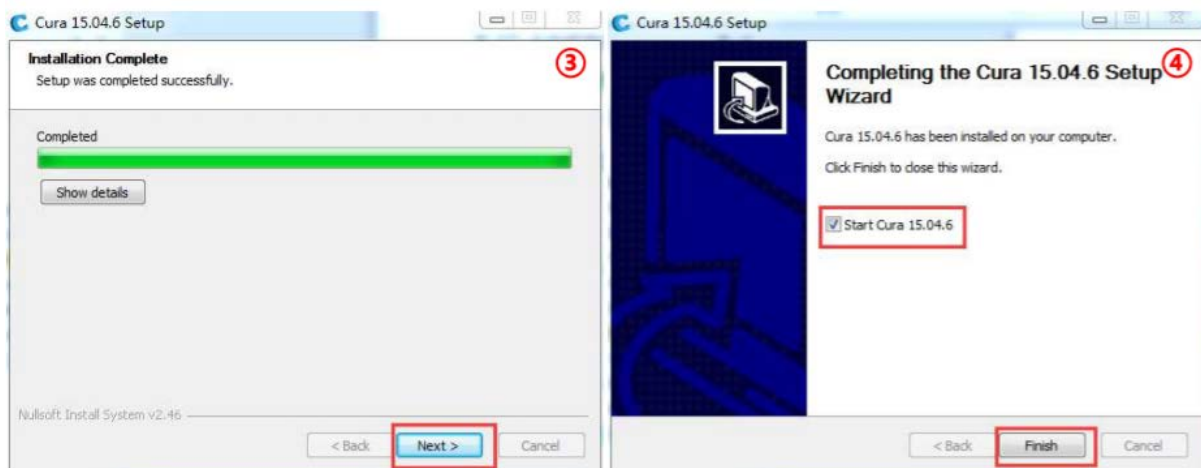 Cura 15.04.6 Setup
Installation Complete
Setup was completed successfully.
③
Completed
Show details
Nullsoft Install System v2.46
< Back
Next >
Cancel
Cura 15.04.6 Setup
Completing the Cura 15.04.6 Setup
Wizard
④
Cura 15.04.6 has been installed on your computer.
Click Finish to close this wizard.
Start Cura 15.04.6
< Back
Finish
Cancel